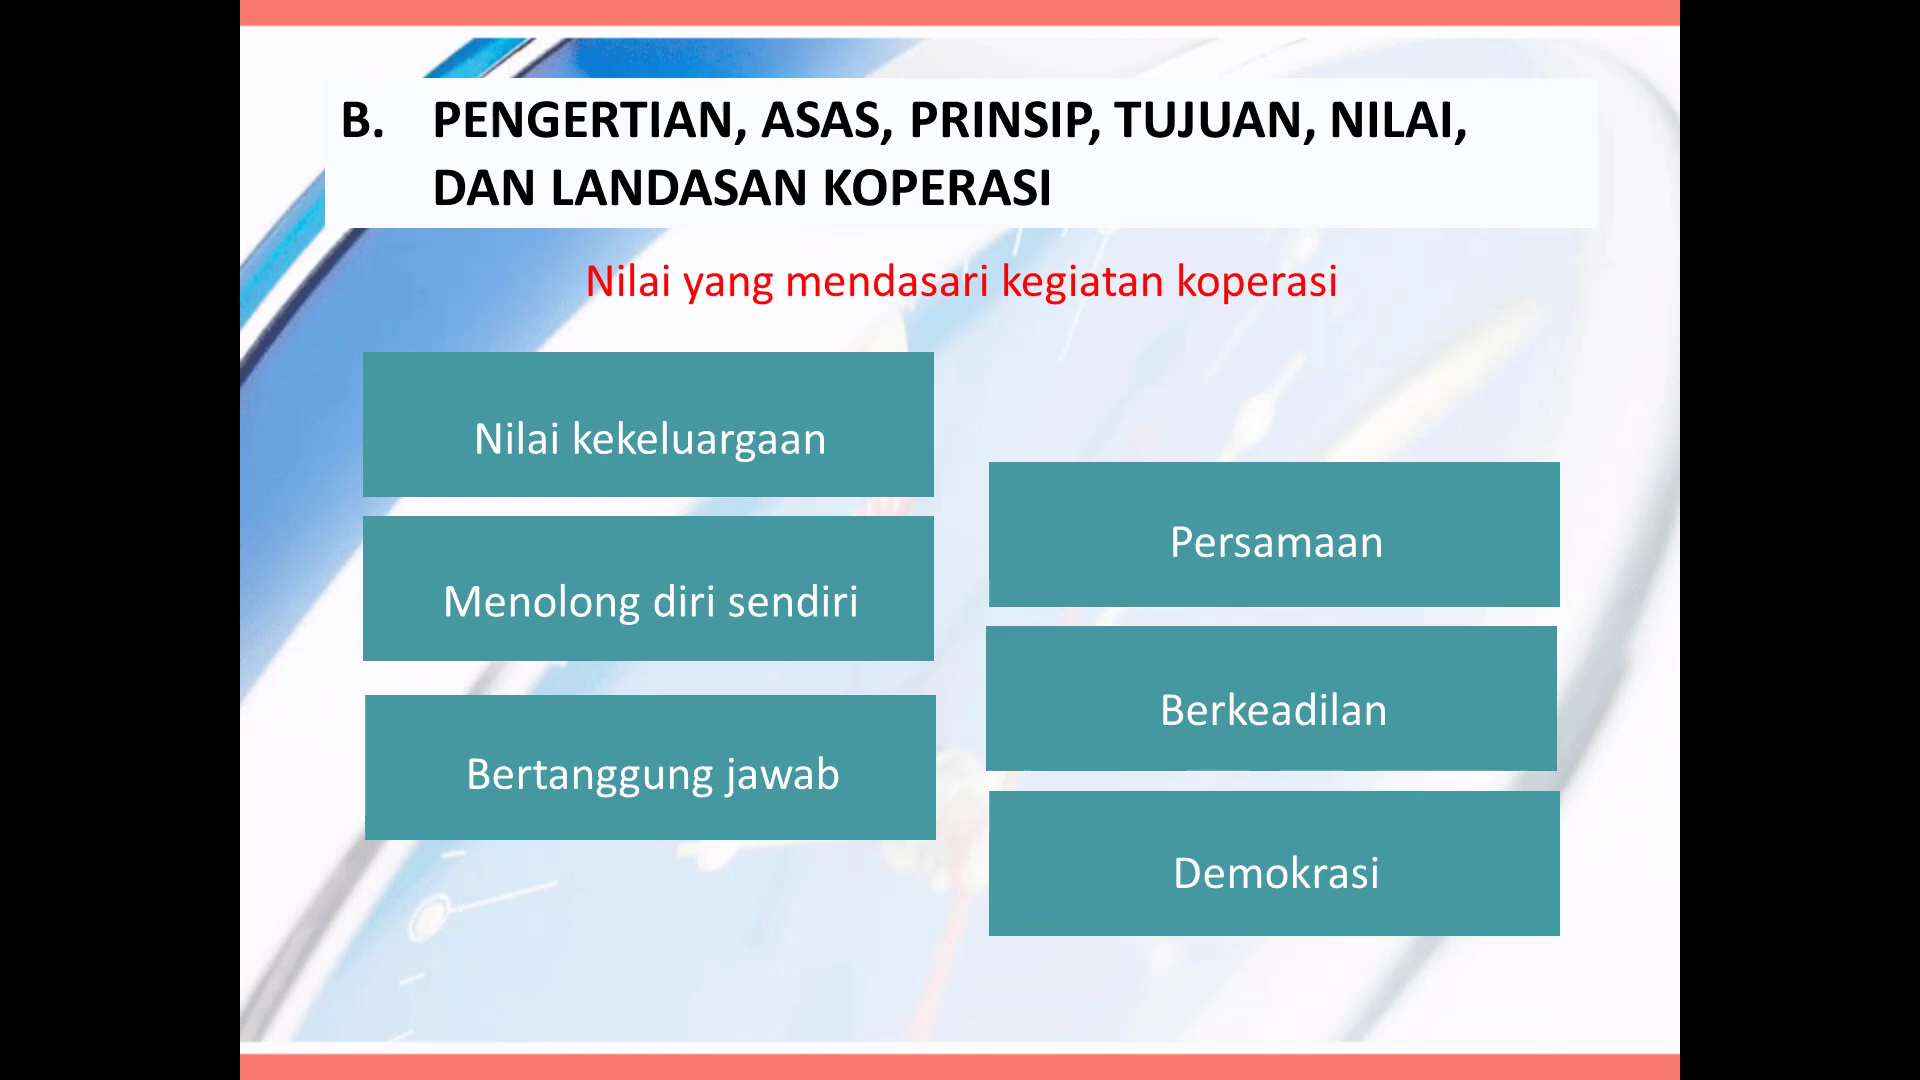 B. PENGERTIAN, ASAS, PRINSIP, TUJUAN, NILAI,
DAN LANDASAN KOPERASI
Nilai yang mendasari kegiatan koperasi
Nilai kekeluargaan
Menolong diri sendiri
Bertanggung jawab
Persamaan
Berkeadilan
Demokrasi